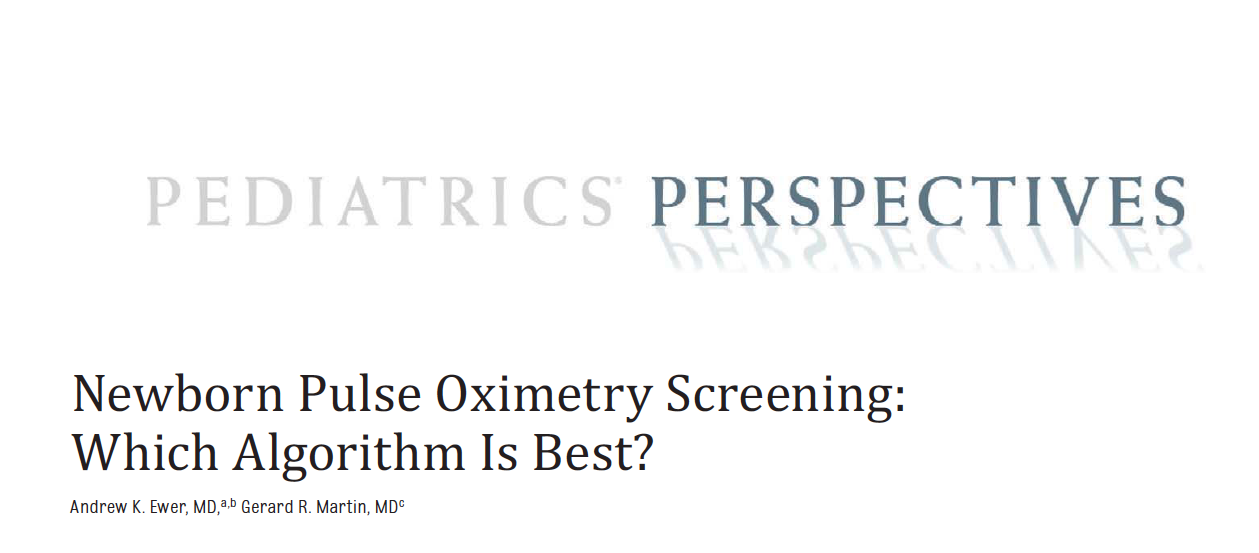 PEDIATRICS® PERSPECTIVES
Newborn Pulse Oximetry Screening:
Which Algorithm Is Best?
Andrew K. Ewer, MD,a,b Gerard R. Martin, MDc